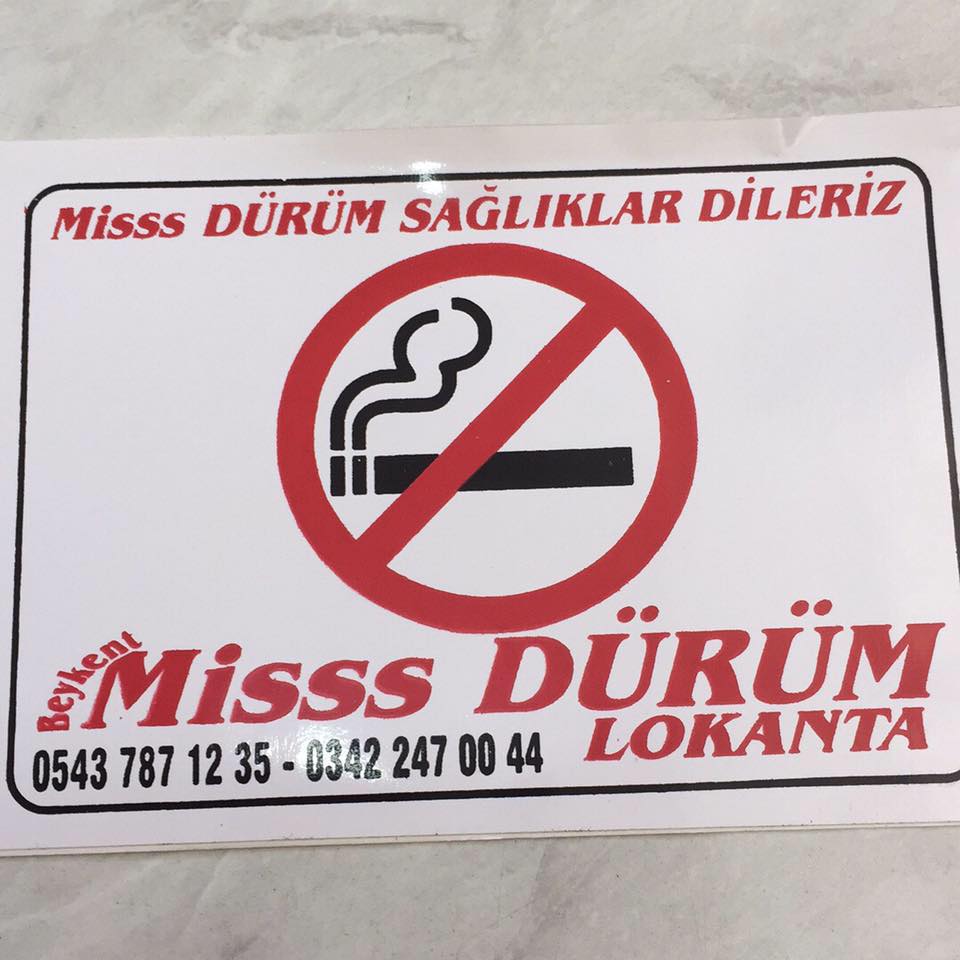 Misss DÜRÜM SAĞLIKLAR DİLERİZ
Beykent
Misss DÜRÜM
LOKANTA
0543 787 12 35 - 0342 247 00 44